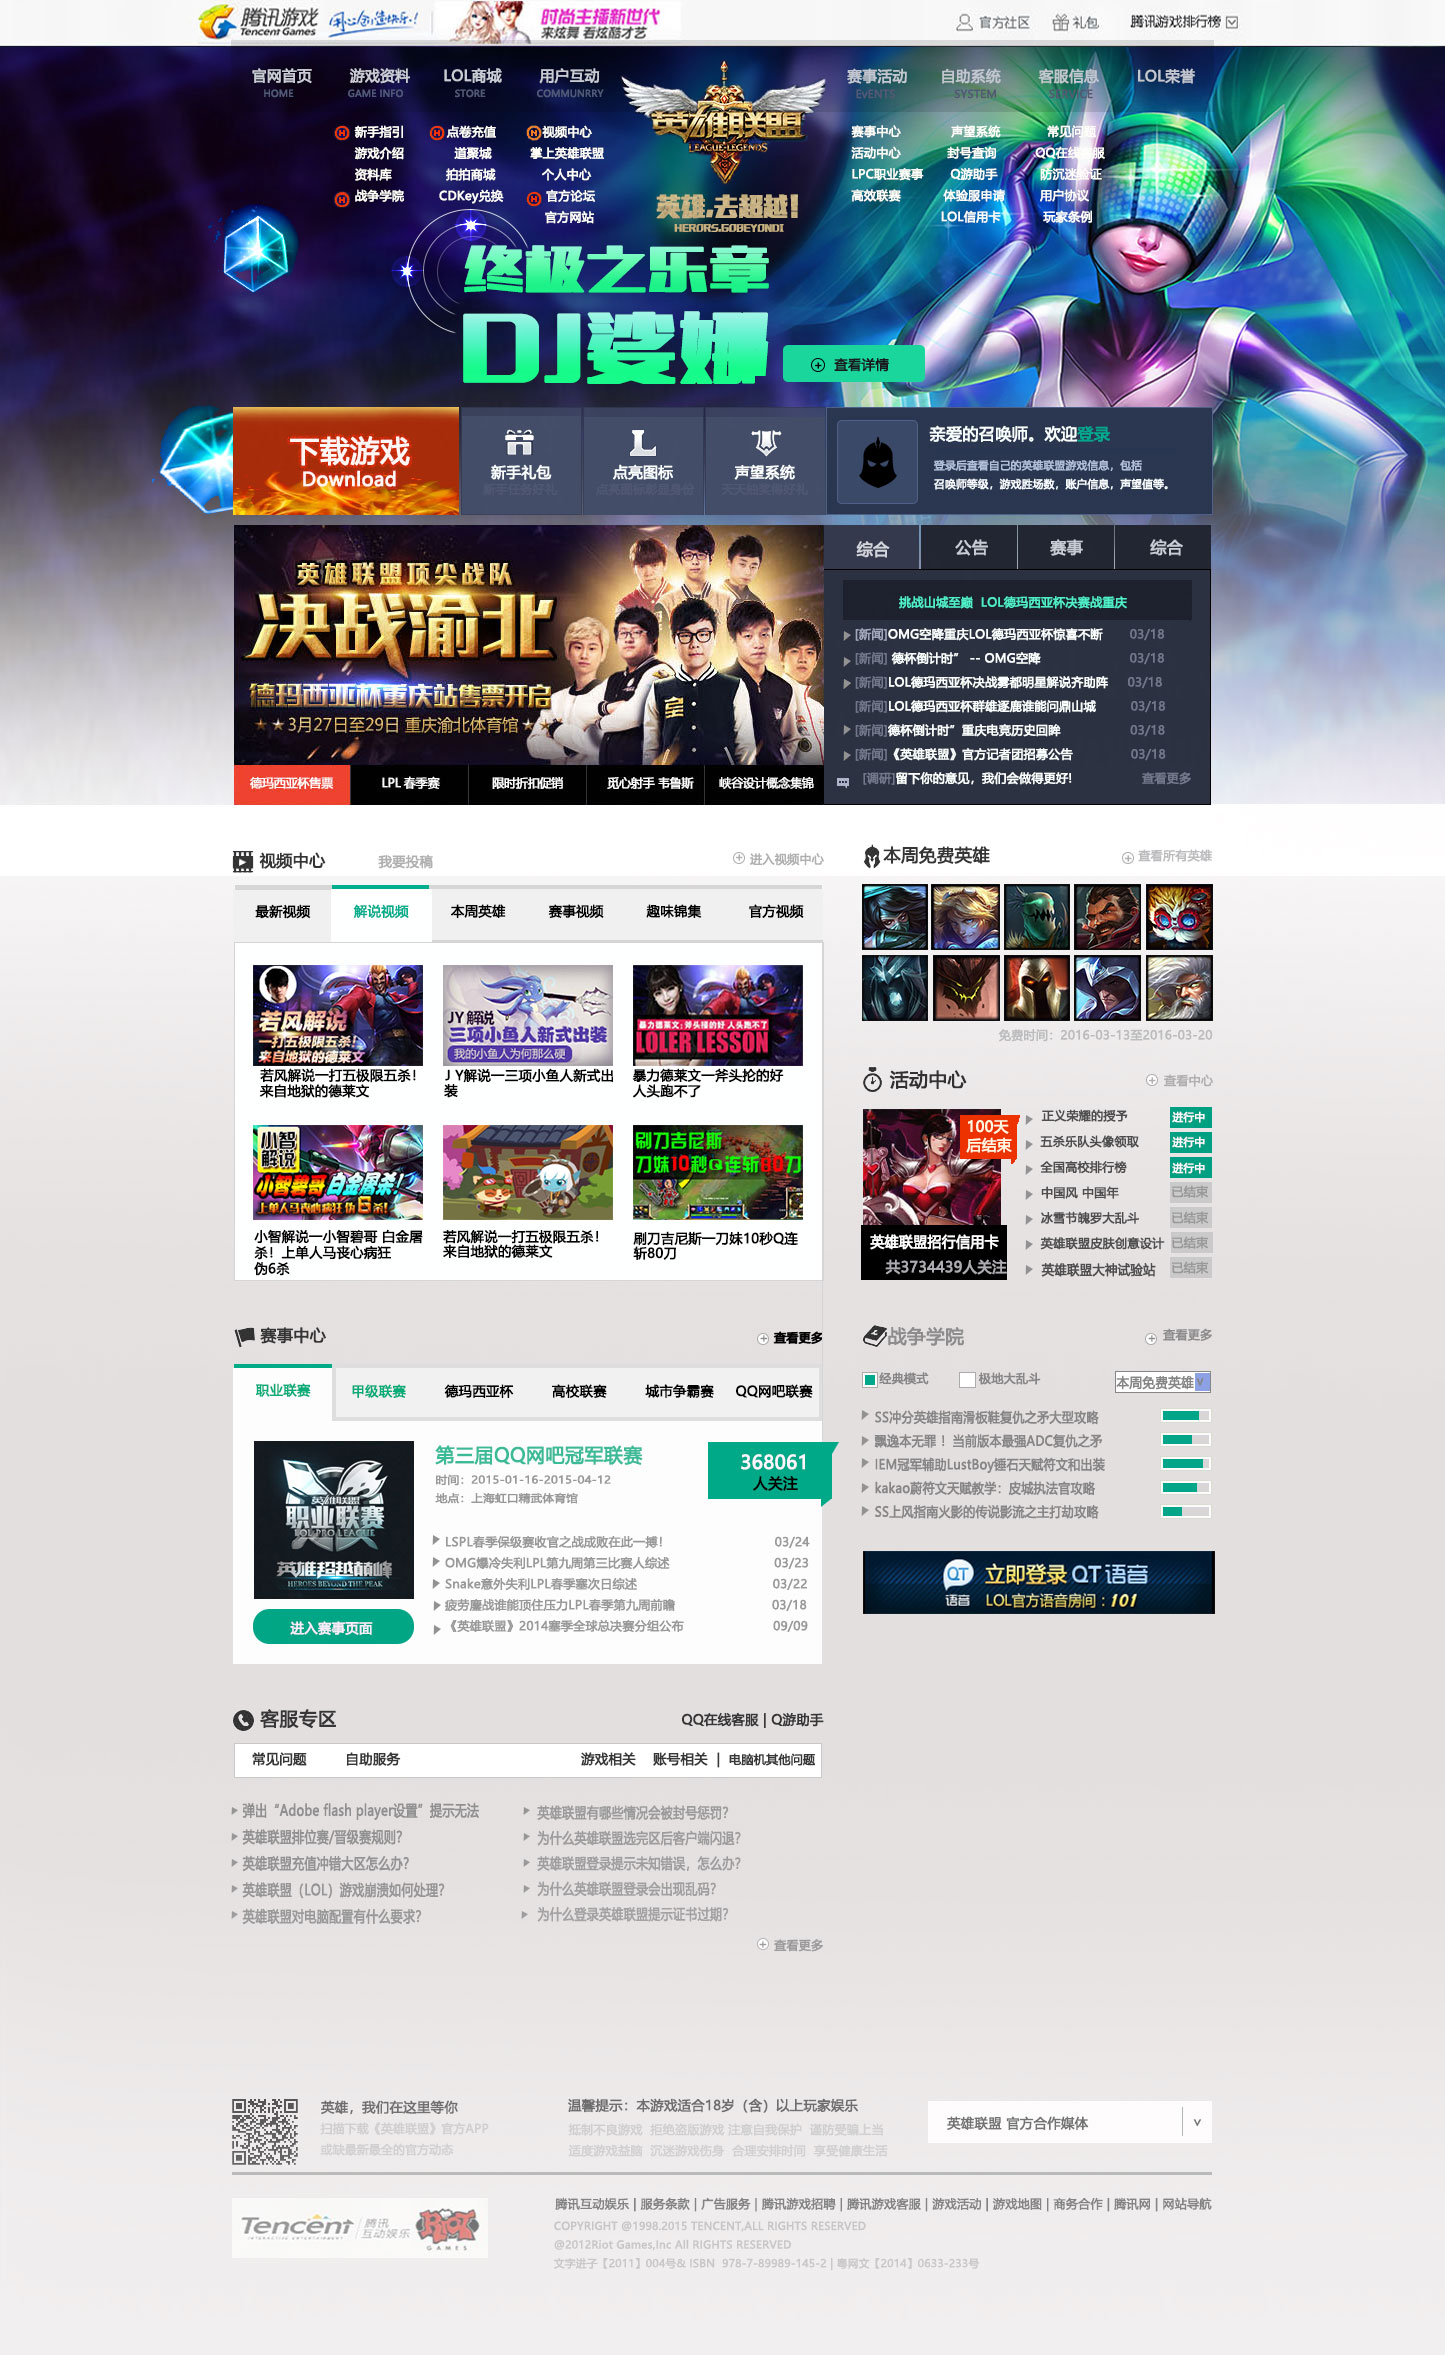 腾讯游戏
Tencent Games
开心创造快乐!
时尚主播新世代
来炫舞 看炫酷才艺
官方社区
礼包
腾讯游戏排行榜
官网首页 游戏资料 LOL商城 用户互动 赛事活动 自助系统 客服信息 LOL荣誉
HOME GAME INFO STORE COMMUNRRY EvENTS SYSTEM SERVICE
英雄联盟
LEAGUE LEGENDS
英雄,去超越!
HERORS.GOBEYONDI
新手指引 点卷充值 视频中心 赛事中心 声望系统 常见问题
游戏介绍 道聚城 掌上英雄联盟 活动中心 封号查询 QQ在线客服
资料库 拍拍商城 个人中心 LPC职业赛事 Q游助手 防沉迷验证
战争学院 CDKey兑换 官方论坛 高效联赛 体验服申请 用户协议
官方网站 LOL信用卡 玩家条例
终极之乐章
DJ娑娜
查看详情
下载游戏
Download
新手礼包
新手任务好礼
点亮图标
点亮图标彰显身份
声望系统
天天抽奖得好礼
亲爱的召唤师。欢迎登录
登录后查看自己的英雄联盟游戏信息，包括
召唤师等级，游戏胜场数，账户信息，声望值等。
英雄联盟顶尖战队
决战渝北
德玛西亚杯重庆站售票开启
★★3月27日至29日 重庆渝北体育馆★★
德玛西亚杯售票 LPL 春季赛 限时折扣促销 觅心射手 韦鲁斯 峡谷设计概念集锦
综合 公告 赛事 综合
挑战山城至巅 LOL德玛西亚杯决赛战重庆
[新闻]OMG空降重庆LOL德玛西亚杯惊喜不断 03/18
[新闻] 德杯倒计时” -- OMG空降 03/18
[新闻]LOL德玛西亚杯决战雾都明星解说齐助阵 03/18
[新闻]LOL德玛西亚杯群雄逐鹿谁能问鼎山城 03/18
[新闻]德杯倒计时”重庆电竞历史回眸 03/18
[新闻]《英雄联盟》官方记者团招募公告 03/18
[调研]留下你的意见，我们会做得更好! 查看更多
视频中心 我要投稿 进入视频中心
最新视频 解说视频 本周英雄 赛事视频 趣味锦集 官方视频
若风解说
一打五极限五杀!
来自地狱的德莱文
若风解说一打五极限五杀！
来自地狱的德莱文
JY解说
三项小鱼人新式出装
我的小鱼人为何那么硬
J Y解说一三项小鱼人新式出
装
暴力德莱文:斧头接的好 人头跑不了
LOLER LESSON
暴力德莱文一斧头抡的好
人头跑不了
小智解说
小智碧哥 白金屠杀!
上单人马丧心病狂 伪6杀!
小智解说一小智碧哥 白金屠
杀！上单人马丧心病狂
伪6杀
若风解说一打五极限五杀！
来自地狱的德莱文
刷刀吉尼斯
刀妹10秒Q连斩80刀
刷刀吉尼斯一刀妹10秒Q连
斩80刀
本周免费英雄 查看所有英雄
免费时间：2016-03-13至2016-03-20
活动中心 查看中心
100天
后结束
英雄联盟招行信用卡
共3734439人关注
正义荣耀的授予 进行中
五杀乐队头像领取 进行中
全国高校排行榜 进行中
中国风 中国年 已结束
冰雪节魄罗大乱斗 已结束
英雄联盟皮肤创意设计 已结束
英雄联盟大神试验站 已结束
赛事中心 查看更多
职业联赛 甲级联赛 德玛西亚杯 高校联赛 城市争霸赛 QQ网吧联赛
英雄联盟
职业联赛
LOL PRO LEAGUE
英雄超越巅峰
HEROES BEYOND THE PEAK
进入赛事页面
第三届QQ网吧冠军联赛
时间：2015-01-16-2015-04-12
地点：上海虹口精武体育馆
368061
人关注
LSPL春季保级赛收官之战成败在此一搏！ 03/24
OMG爆冷失利LPL第九周第三比赛人综述 03/23
Snake意外失利LPL春季塞次日综述 03/22
疲劳鏖战谁能顶住压力LPL春季第九周前瞻 03/18
《英雄联盟》2014塞季全球总决赛分组公布 09/09
战争学院 查看更多
经典模式 极地大乱斗 本周免费英雄 v
SS冲分英雄指南滑板鞋复仇之矛大型攻略
飘逸本无罪 ！当前版本最强ADC复仇之矛
IEM冠军辅助LustBoy锤石天赋符文和出装
kakao蔚符文天赋教学：皮城执法官攻略
SS上风指南火影的传说影流之主打劫攻略
QT
语音
立即登录 QT 语音
LOL官方语音房间：101
客服专区 QQ在线客服 | Q游助手
常见问题 自助服务 游戏相关 账号相关 | 电脑机其他问题
弹出“Adobe flash player设置”提示无法
英雄联盟排位赛/晋级赛规则?
英雄联盟充值冲错大区怎么办?
英雄联盟（LOL）游戏崩溃如何处理?
英雄联盟对电脑配置有什么要求?
英雄联盟有哪些情况会被封号惩罚?
为什么英雄联盟选完区后客户端闪退?
英雄联盟登录提示未知错误，怎么办?
为什么英雄联盟登录会出现乱码?
为什么登录英雄联盟提示证书过期?
查看更多
英雄，我们在这里等你
扫描下载《英雄联盟》官方APP
或缺最新最全的官方动态
温馨提示：本游戏适合18岁（含）以上玩家娱乐
抵制不良游戏 拒绝盗版游戏 注意自我保护 谨防受骗上当
适度游戏益脑 沉迷游戏伤身 合理安排时间 享受健康生活
英雄联盟 官方合作媒体 v
Tencent
腾讯
互动娱乐
INTERACTIVE ENTERTAINMENT
RIOT
GAMES
腾讯互动娱乐 | 服务条款 | 广告服务 | 腾讯游戏招聘 | 腾讯游戏客服 | 游戏活动 | 游戏地图 | 商务合作 | 腾讯网 | 网站导航
COPYRIGHT @1998.2015 TENCENT,ALL RIGHTS RESERVED
@2012Riot Games,Inc All RIGHTS RESERVED
文字进子【2011】004号& ISBN 978-7-89989-145-2 | 粤网文【2014】0633-233号